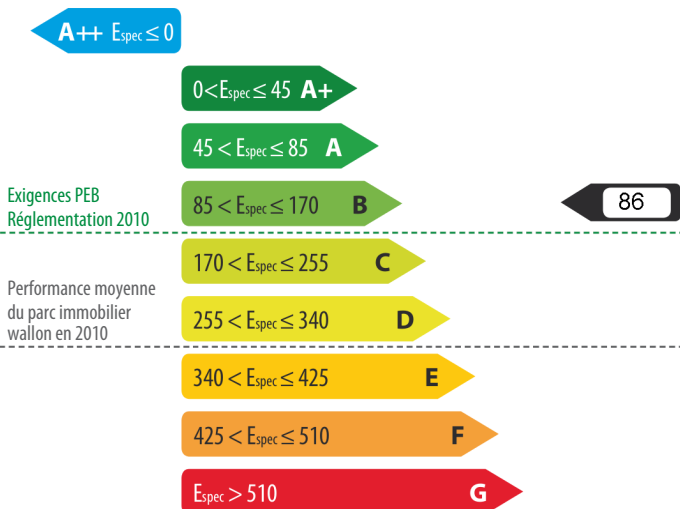 A++ Espec ≤ 0
0<Espec ≤ 45 A+
45 < Espec ≤ 85 A
Exigences PEB
Réglementation 2010
85 < Espec ≤ 170 B
86
170 < Espec ≤ 255 C
Performance moyenne
du parc immobilier
wallon en 2010
255 < Espec ≤ 340 D
340 < Espec ≤ 425 E
425 < Espec ≤ 510 F
Espec > 510 G